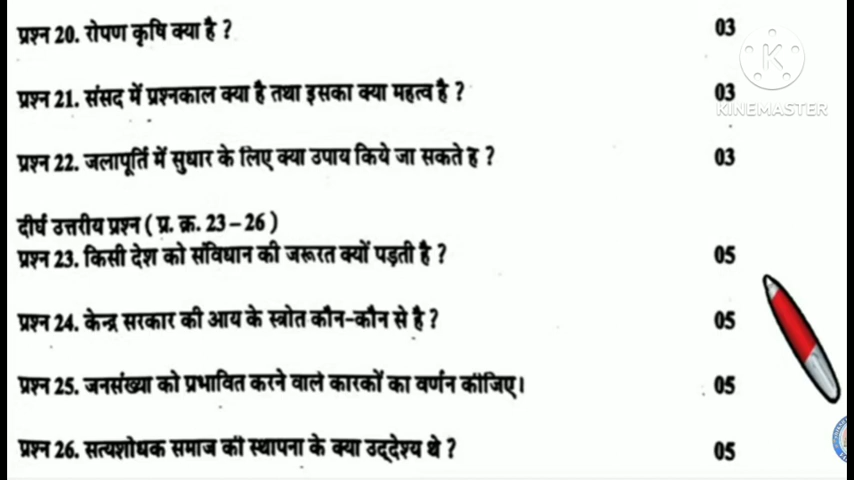 प्रश्न 20. रोपण कृषि क्या है ? 03
प्रश्न 21. संसद में प्रश्नकाल क्या है तथा इसका क्या महत्व है ? 03
KINEMASTER
प्रश्न 22. जलापूर्ति में सुधार के लिए क्या उपाय किये जा सकते ह ? 03
दीर्घ उत्तरीय प्रश्न ( प्र. क्र. 23 – 26 )
प्रश्न 23. किसी देश को संविधान की जरूरत क्यों पड़ती है ? 05
प्रश्न 24. केन्द्र सरकार की आय के स्त्रोत कौन-कौन से है ? 05
प्रश्न 25. जनसंख्या को प्रभावित करने वाले कारकों का वर्णन कीजिए। 05
प्रश्न 26. सत्यशोधक समाज की स्थापना के क्या उद्देश्य थे ? 05